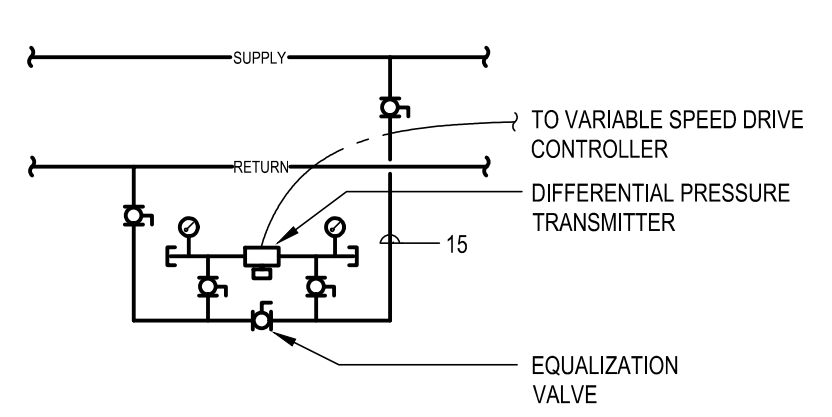 SUPPLY
TO VARIABLE SPEED DRIVE
CONTROLLER
RETURN
DIFFERENTIAL PRESSURE
TRANSMITTER
15
EQUALIZATION
VALVE